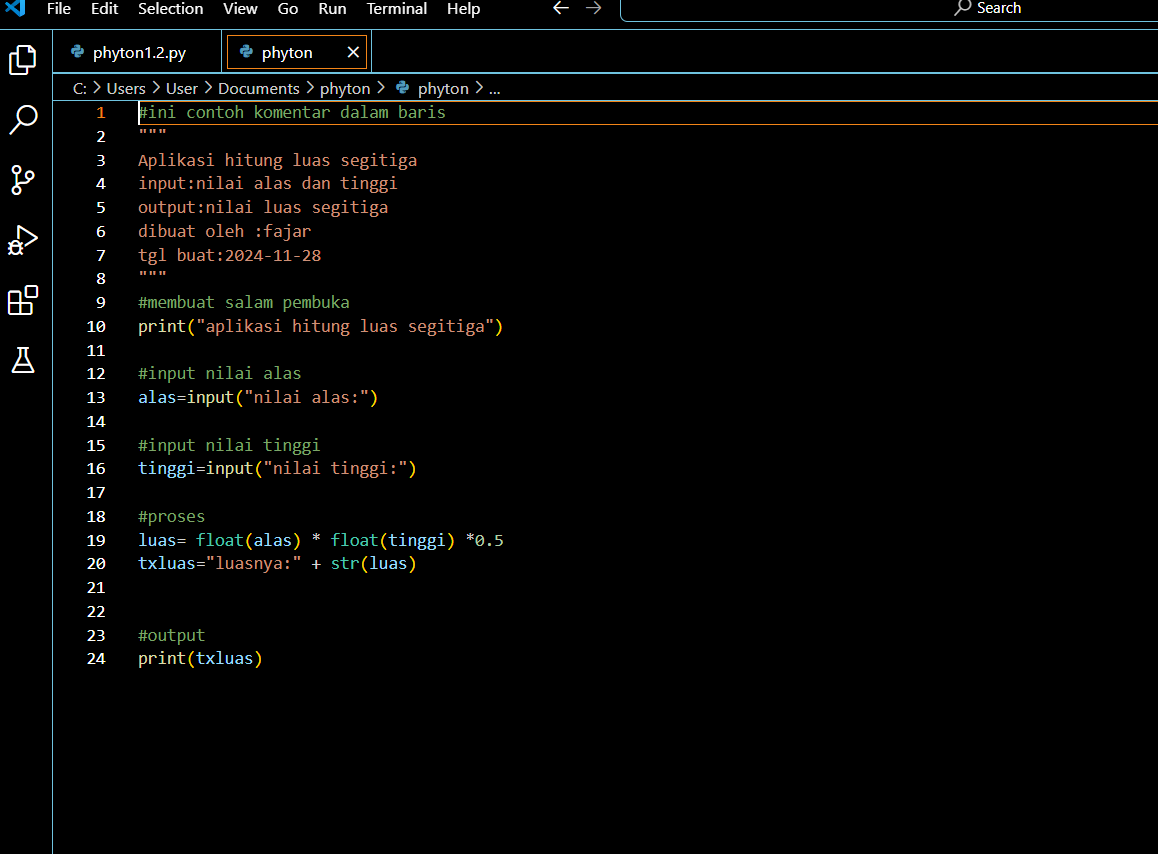 File Edit Selection View Go Run Terminal Help Search
phyton1.2.py phyton
C: > Users > User > Documents > phyton > phyton > ...
1 #ini contoh komentar dalam baris
2 """
3 Aplikasi hitung luas segitiga
4 input:nilai alas dan tinggi
5 output:nilai luas segitiga
6 dibuat oleh :fajar
7 tgl buat:2024-11-28
8 """
9 #membuat salam pembuka
10 print("aplikasi hitung luas segitiga")
11
12 #input nilai alas
13 alas=input("nilai alas:")
14
15 #input nilai tinggi
16 tinggi=input("nilai tinggi:")
17
18 #proses
19 luas= float(alas) * float(tinggi) *0.5
20 txluas="luasnya:" + str(luas)
21
22
23 #output
24 print(txluas)